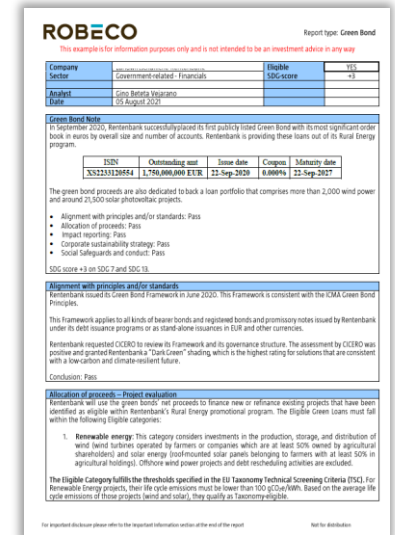 ROBECO
Report type: Green Bond
This example is for information purposes only and is not intended to be an investment advice in any way
Company Eligible YES
Sector Government-related - Financials SDG-score +3
Analyst Gino Beteta Vejarano
Date 05 August 2021
Green Bond Note
In September 2020, Rentenbank successfully placed its first publicly listed Green Bond with its most significant order
book in euros by overall size and number of accounts. Rentenbank is providing these loans out of its Rural Energy
program.
ISIN Outstanding amt Issue date Coupon Maturity date
XS2233120554 1,750,000,000 EUR 22-Sep-2020 0.000% 22-Sep-2027
The green bond proceeds are also dedicated to back a loan portfolio that comprises more than 2,000 wind power
and around 21,500 solar photovoltaic projects.
• Alignment with principles and/or standards: Pass
• Allocation of proceeds: Pass
• Impact reporting: Pass
• Corporate sustainability strategy: Pass
• Social Safeguards and conduct: Pass
SDG score +3 on SDG 7 and SDG 13.
Alignment with principles and/or standards
Rentenbank issued its Green Bond Framework in June 2020. This Framework is consistent with the ICMA Green Bond
Principles.
This Framework applies to all kinds of bearer bonds and registered bonds and promissory notes issued by Rentenbank
under its debt issuance programs or as stand-alone issuances in EUR and other currencies.
Rentenbank requested CICERO to review its Framework and its governance structure. The assessment by CICERO was
positive and granted Rentenbank a "Dark Green" shading, which is the highest rating for solutions that are consistent
with a low-carbon and climate-resilient future.
Conclusion: Pass
Allocation of proceeds – Project evaluation
Rentenbank will use the green bonds' net proceeds to finance new or refinance existing projects that have been
identified as eligible within Rentenbank's Rural Energy promotional program. The Eligible Green Loans must fall
within the following Eligible categories:
1. Renewable energy: This category considers investments in the production, storage, and distribution of
wind (wind turbines operated by farmers or companies which are at least 50% owned by agricultural
shareholders) and solar energy (roof-mounted solar panels belonging to farmers with at least 50% in
agricultural holdings). Offshore wind power projects and debt rescheduling activities are excluded.
The Eligible Category fulfills the thresholds specified in the EU Taxonomy Technical Screening Criteria (TSC). For
Renewable Energy projects, their life cycle emissions must be lower than 100 gCO₂e/kWh. Based on the average life
cycle emissions of those projects (wind and solar), they qualify as Taxonomy-eligible.
For important disclosure please refer to the important information section at the end of the report
Not for distribution